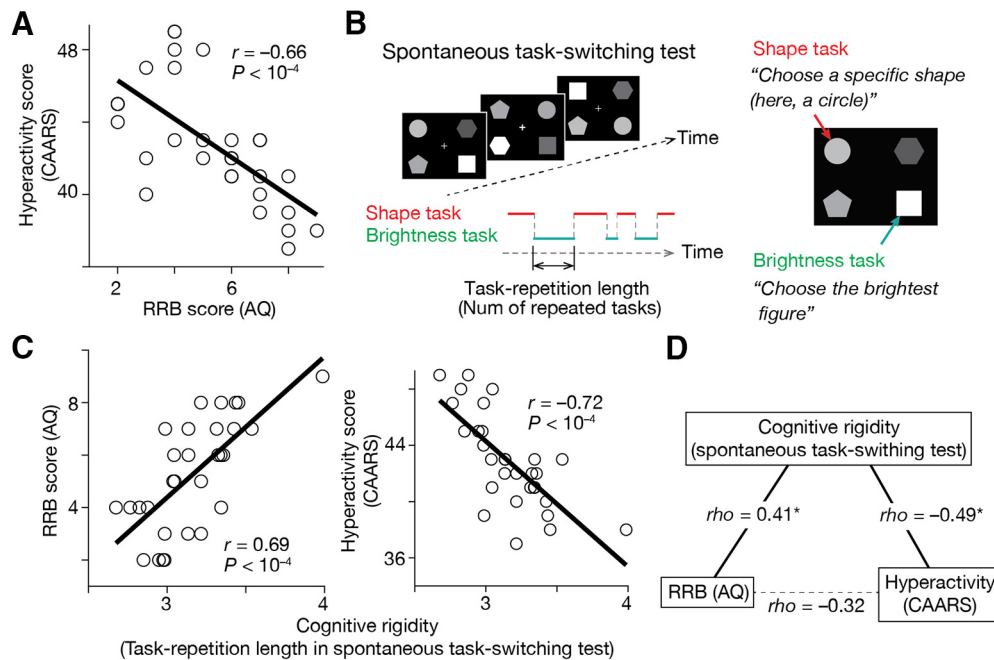 A
Hyperactivity score
(CAARS)
48
40
r = –0.66
P < 10–4
2
6
8
RRB score (AQ)
B
Spontaneous task-switching test
Time
Shape task
Brightness task
Time
Task-repetition length
(Num of repeated tasks)
Shape task
“Choose a specific shape
(here, a circle)”
Brightness task
“Choose the brightest
figure”
C
RRB score (AQ)
8
4
r = 0.69
P < 10–4
3
4
Hyperactivity score
(CAARS)
44
36
r = –0.72
P < 10–4
3
4
Cognitive rigidity
(Task-repetition length in spontaneous task-switching test)
D
Cognitive rigidity
(spontaneous task-swithing test)
rho = 0.41*
rho = –0.49*
RRB (AQ)
rho = –0.32
Hyperactivity
(CAARS)